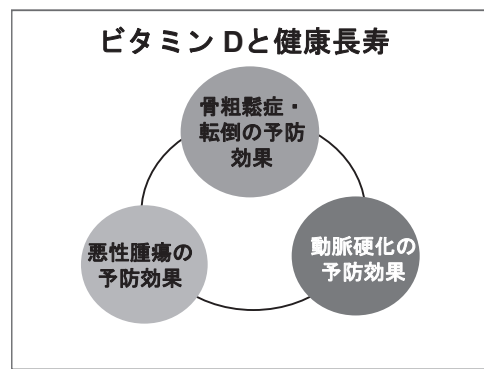 ビタミン Dと健康長寿
骨粗鬆症・
転倒の予防
効果
悪性腫瘍の
予防効果
動脈硬化の
予防効果